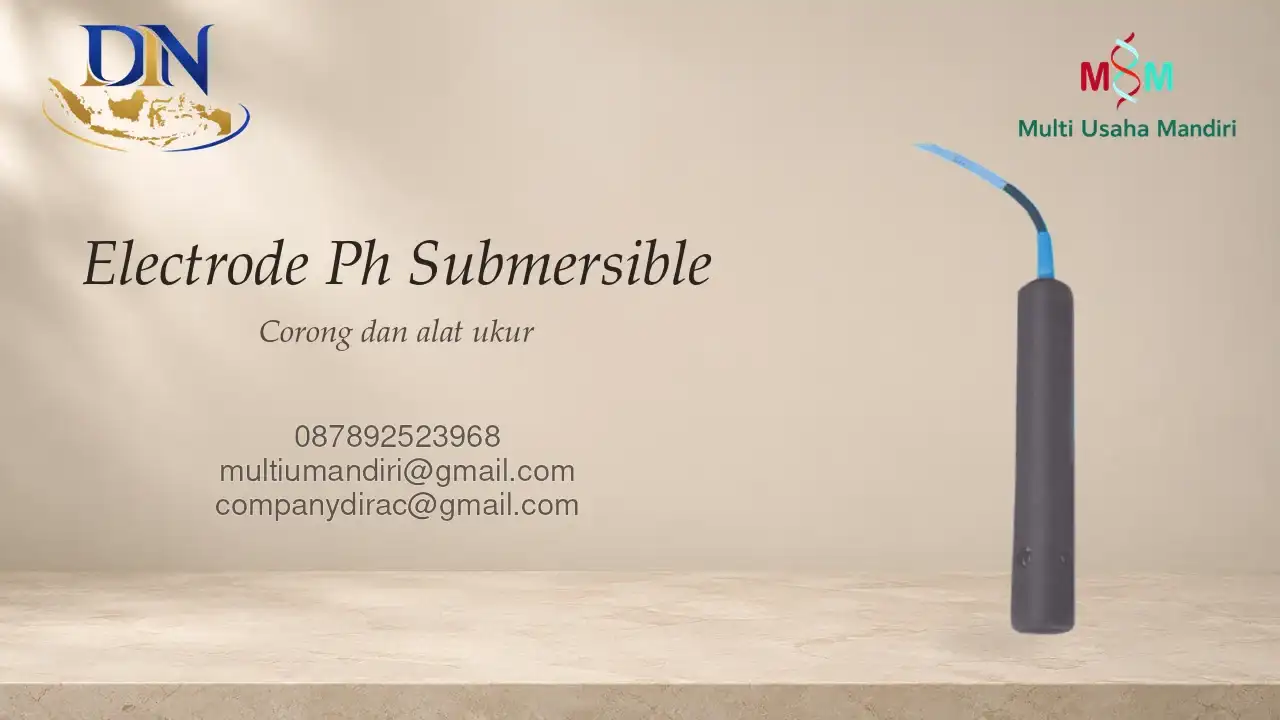 DN
MSM
Multi Usaha Mandiri
Electrode Ph Submersible
Corong dan alat ukur
087892523968
multiumandiri@gmail.com
companydirac@gmail.com